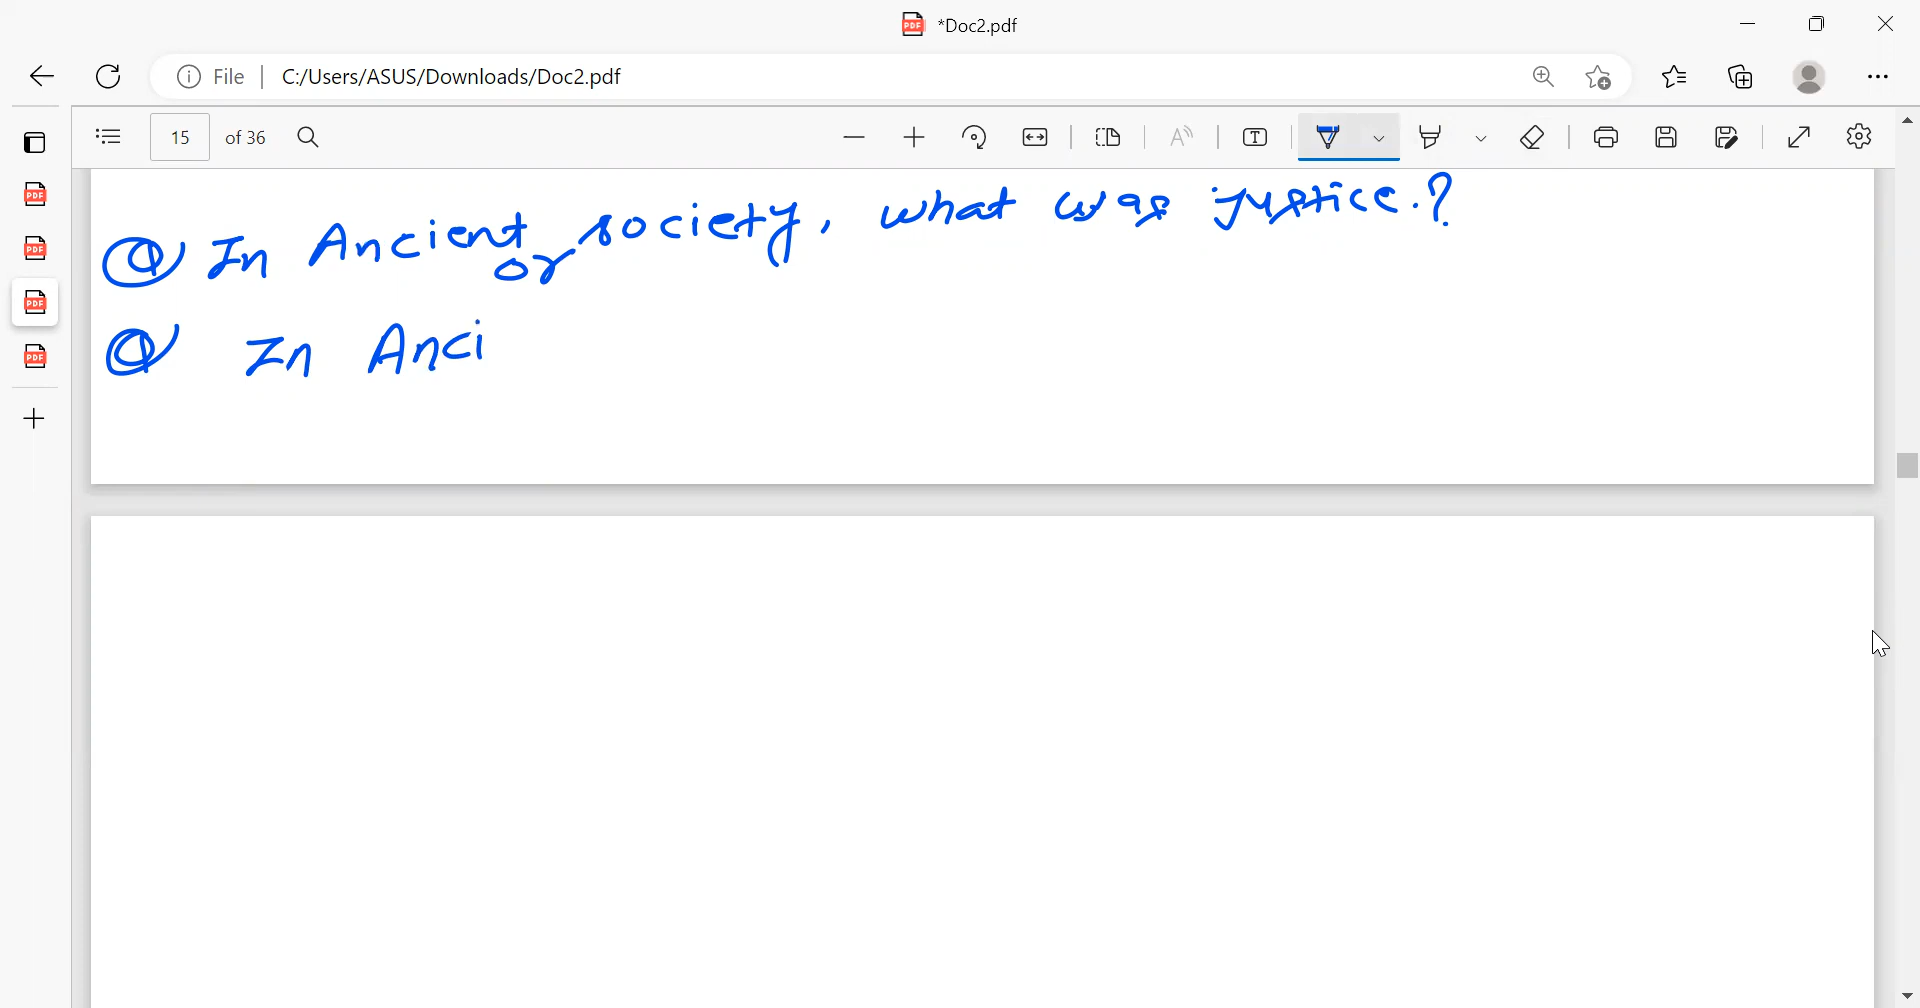 *Doc2.pdf
File | C:/Users/ASUS/Downloads/Doc2.pdf
15 of 36
Q In Ancient society, what was justice.?
or
Q In Anci